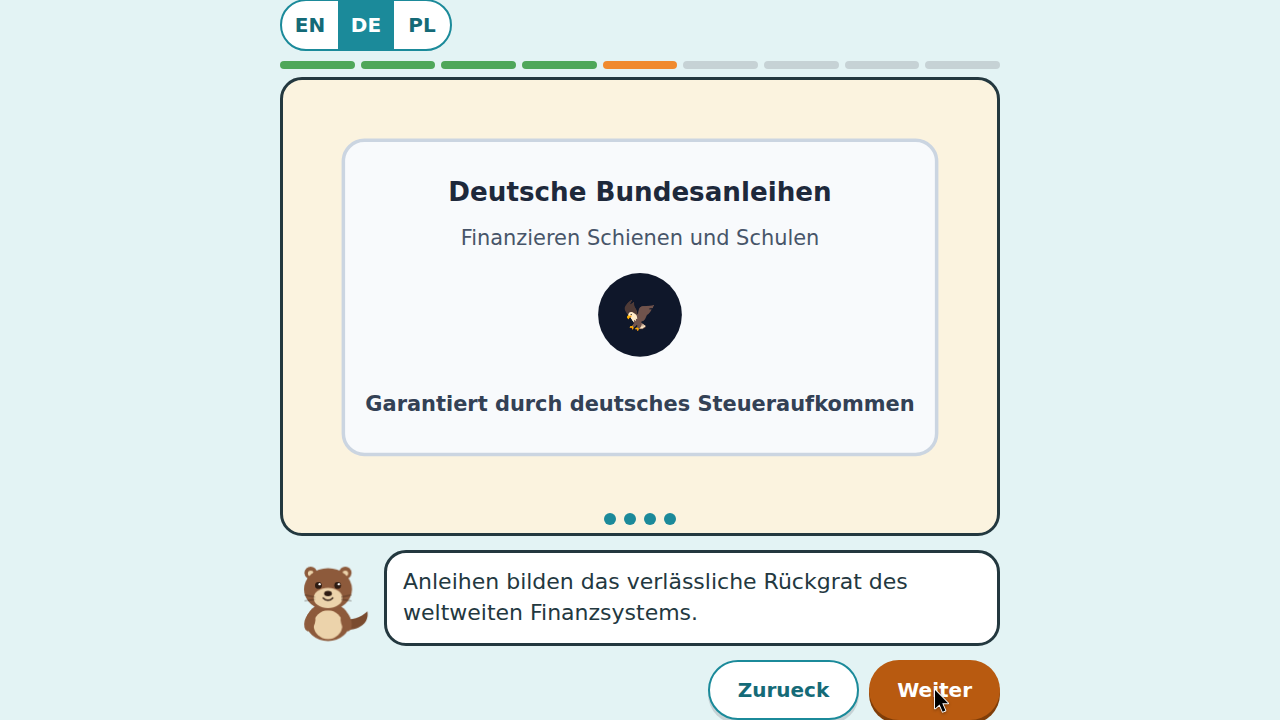 EN DE PL
Deutsche Bundesanleihen
Finanzieren Schienen und Schulen
Garantiert durch deutsches Steueraufkommen
Anleihen bilden das verlässliche Rückgrat des
weltweiten Finanzsystems.
Zurueck Weiter